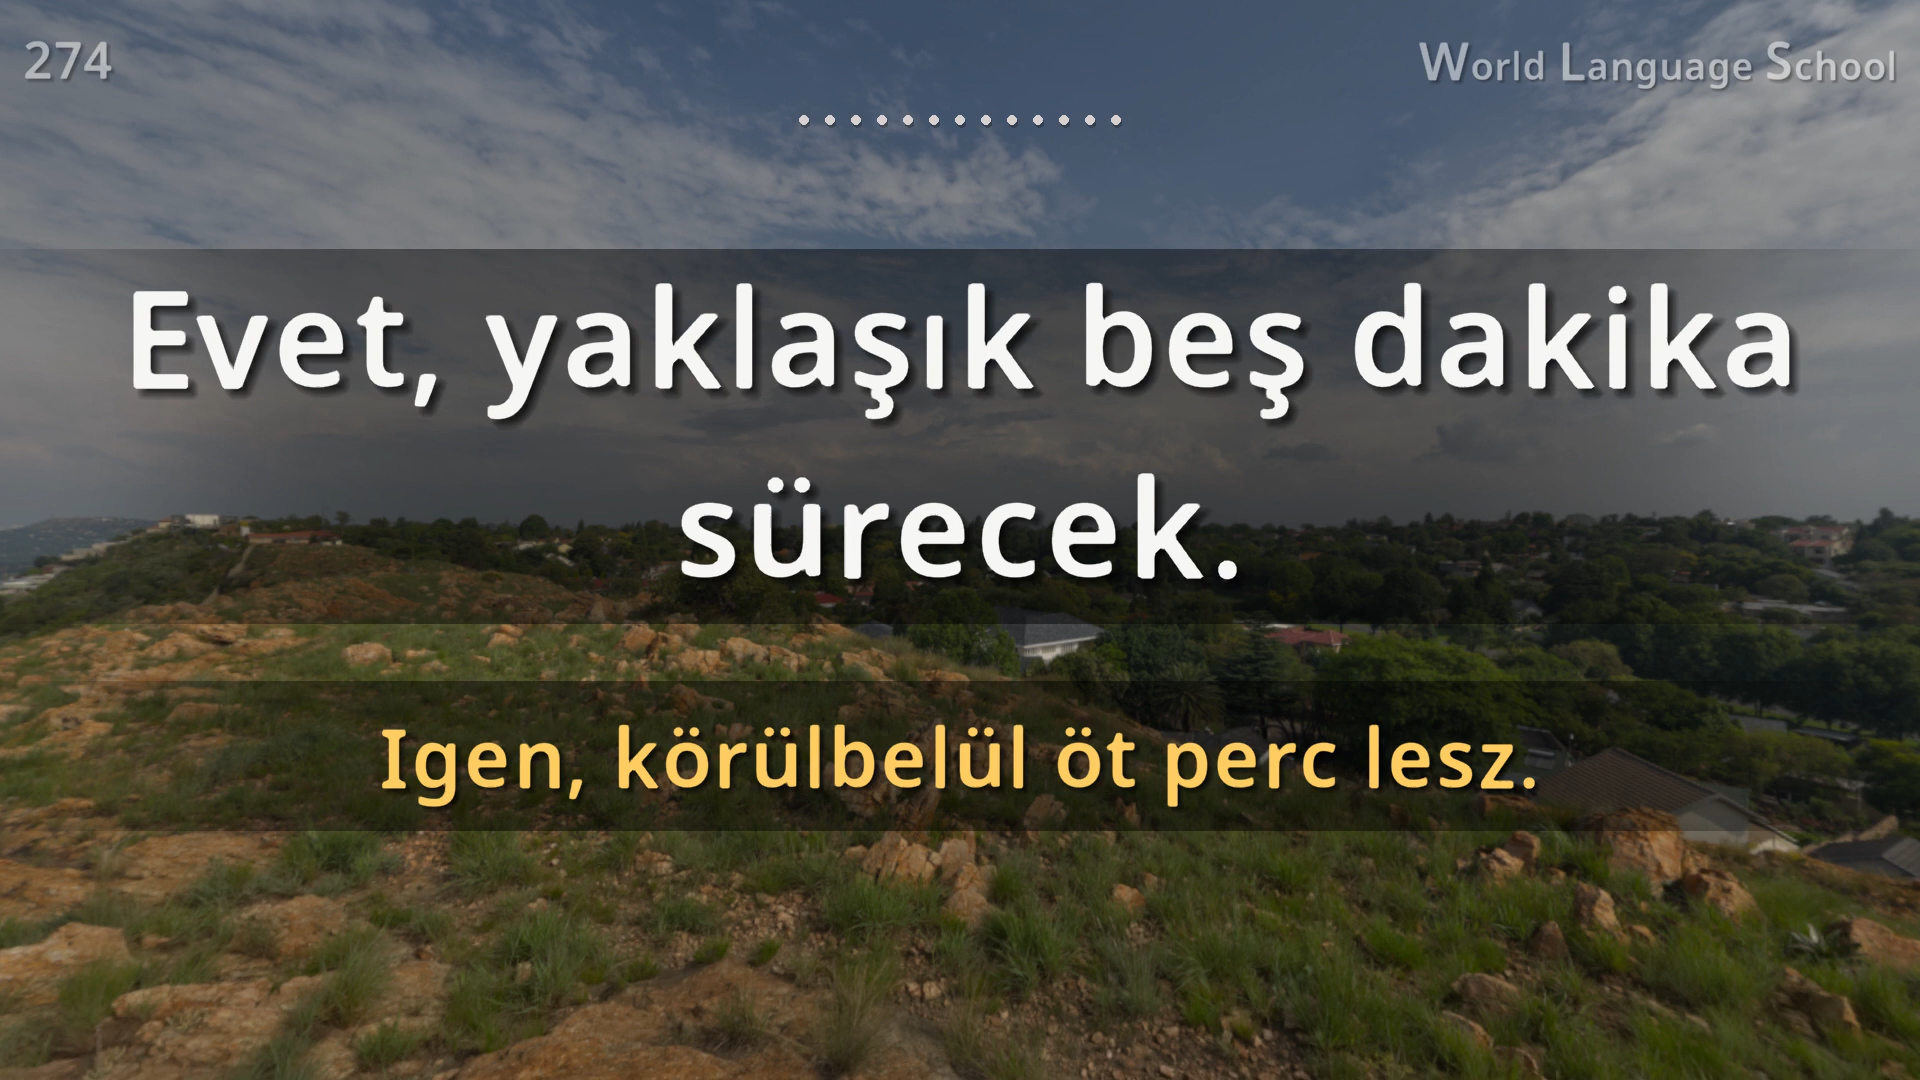 274
World Language School
Evet, yaklaşık beş dakika
sürecek.
Igen, körülbelül öt perc lesz.